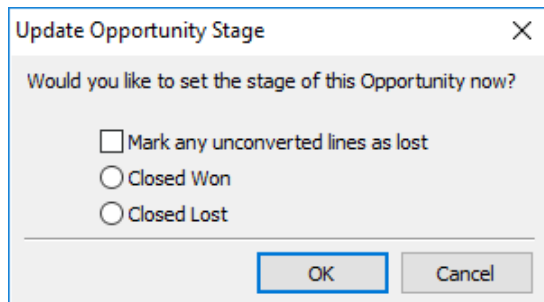 Update Opportunity Stage
Would you like to set the stage of this Opportunity now?
Mark any unconverted lines as lost
Closed Won
Closed Lost
OK Cancel